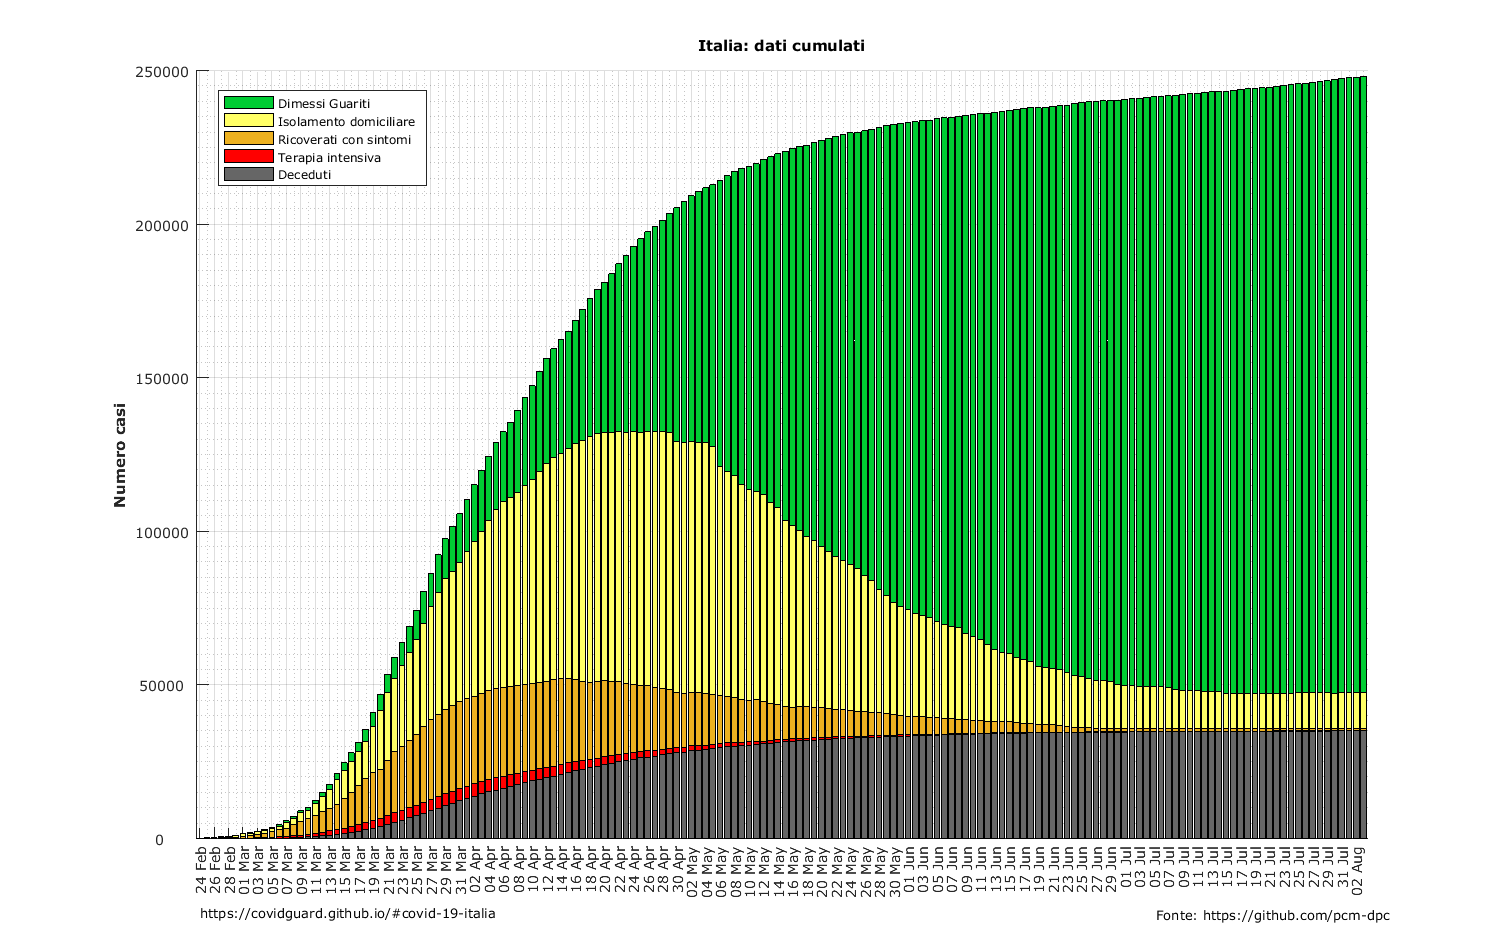 Italia: dati cumulati
250000
200000
150000
100000
50000
0
Numero casi
Dimessi Guariti
Isolamento domiciliare
Ricoverati con sintomi
Terapia intensiva
Deceduti
24 Feb
26 Feb
28 Feb
01 Mar
03 Mar
05 Mar
07 Mar
09 Mar
11 Mar
13 Mar
15 Mar
17 Mar
19 Mar
21 Mar
23 Mar
25 Mar
27 Mar
29 Mar
31 Mar
02 Apr
04 Apr
06 Apr
08 Apr
10 Apr
12 Apr
14 Apr
16 Apr
18 Apr
20 Apr
22 Apr
24 Apr
26 Apr
28 Apr
30 Apr
02 May
04 May
06 May
08 May
10 May
12 May
14 May
16 May
18 May
20 May
22 May
24 May
26 May
28 May
30 May
01 Jun
03 Jun
05 Jun
07 Jun
09 Jun
11 Jun
13 Jun
15 Jun
17 Jun
19 Jun
21 Jun
23 Jun
25 Jun
27 Jun
29 Jun
01 Jul
03 Jul
05 Jul
07 Jul
09 Jul
11 Jul
13 Jul
15 Jul
17 Jul
19 Jul
21 Jul
23 Jul
25 Jul
27 Jul
29 Jul
31 Jul
02 Aug
https://covidguard.github.io/#covid-19-italia
Fonte: https://github.com/pcm-dpc